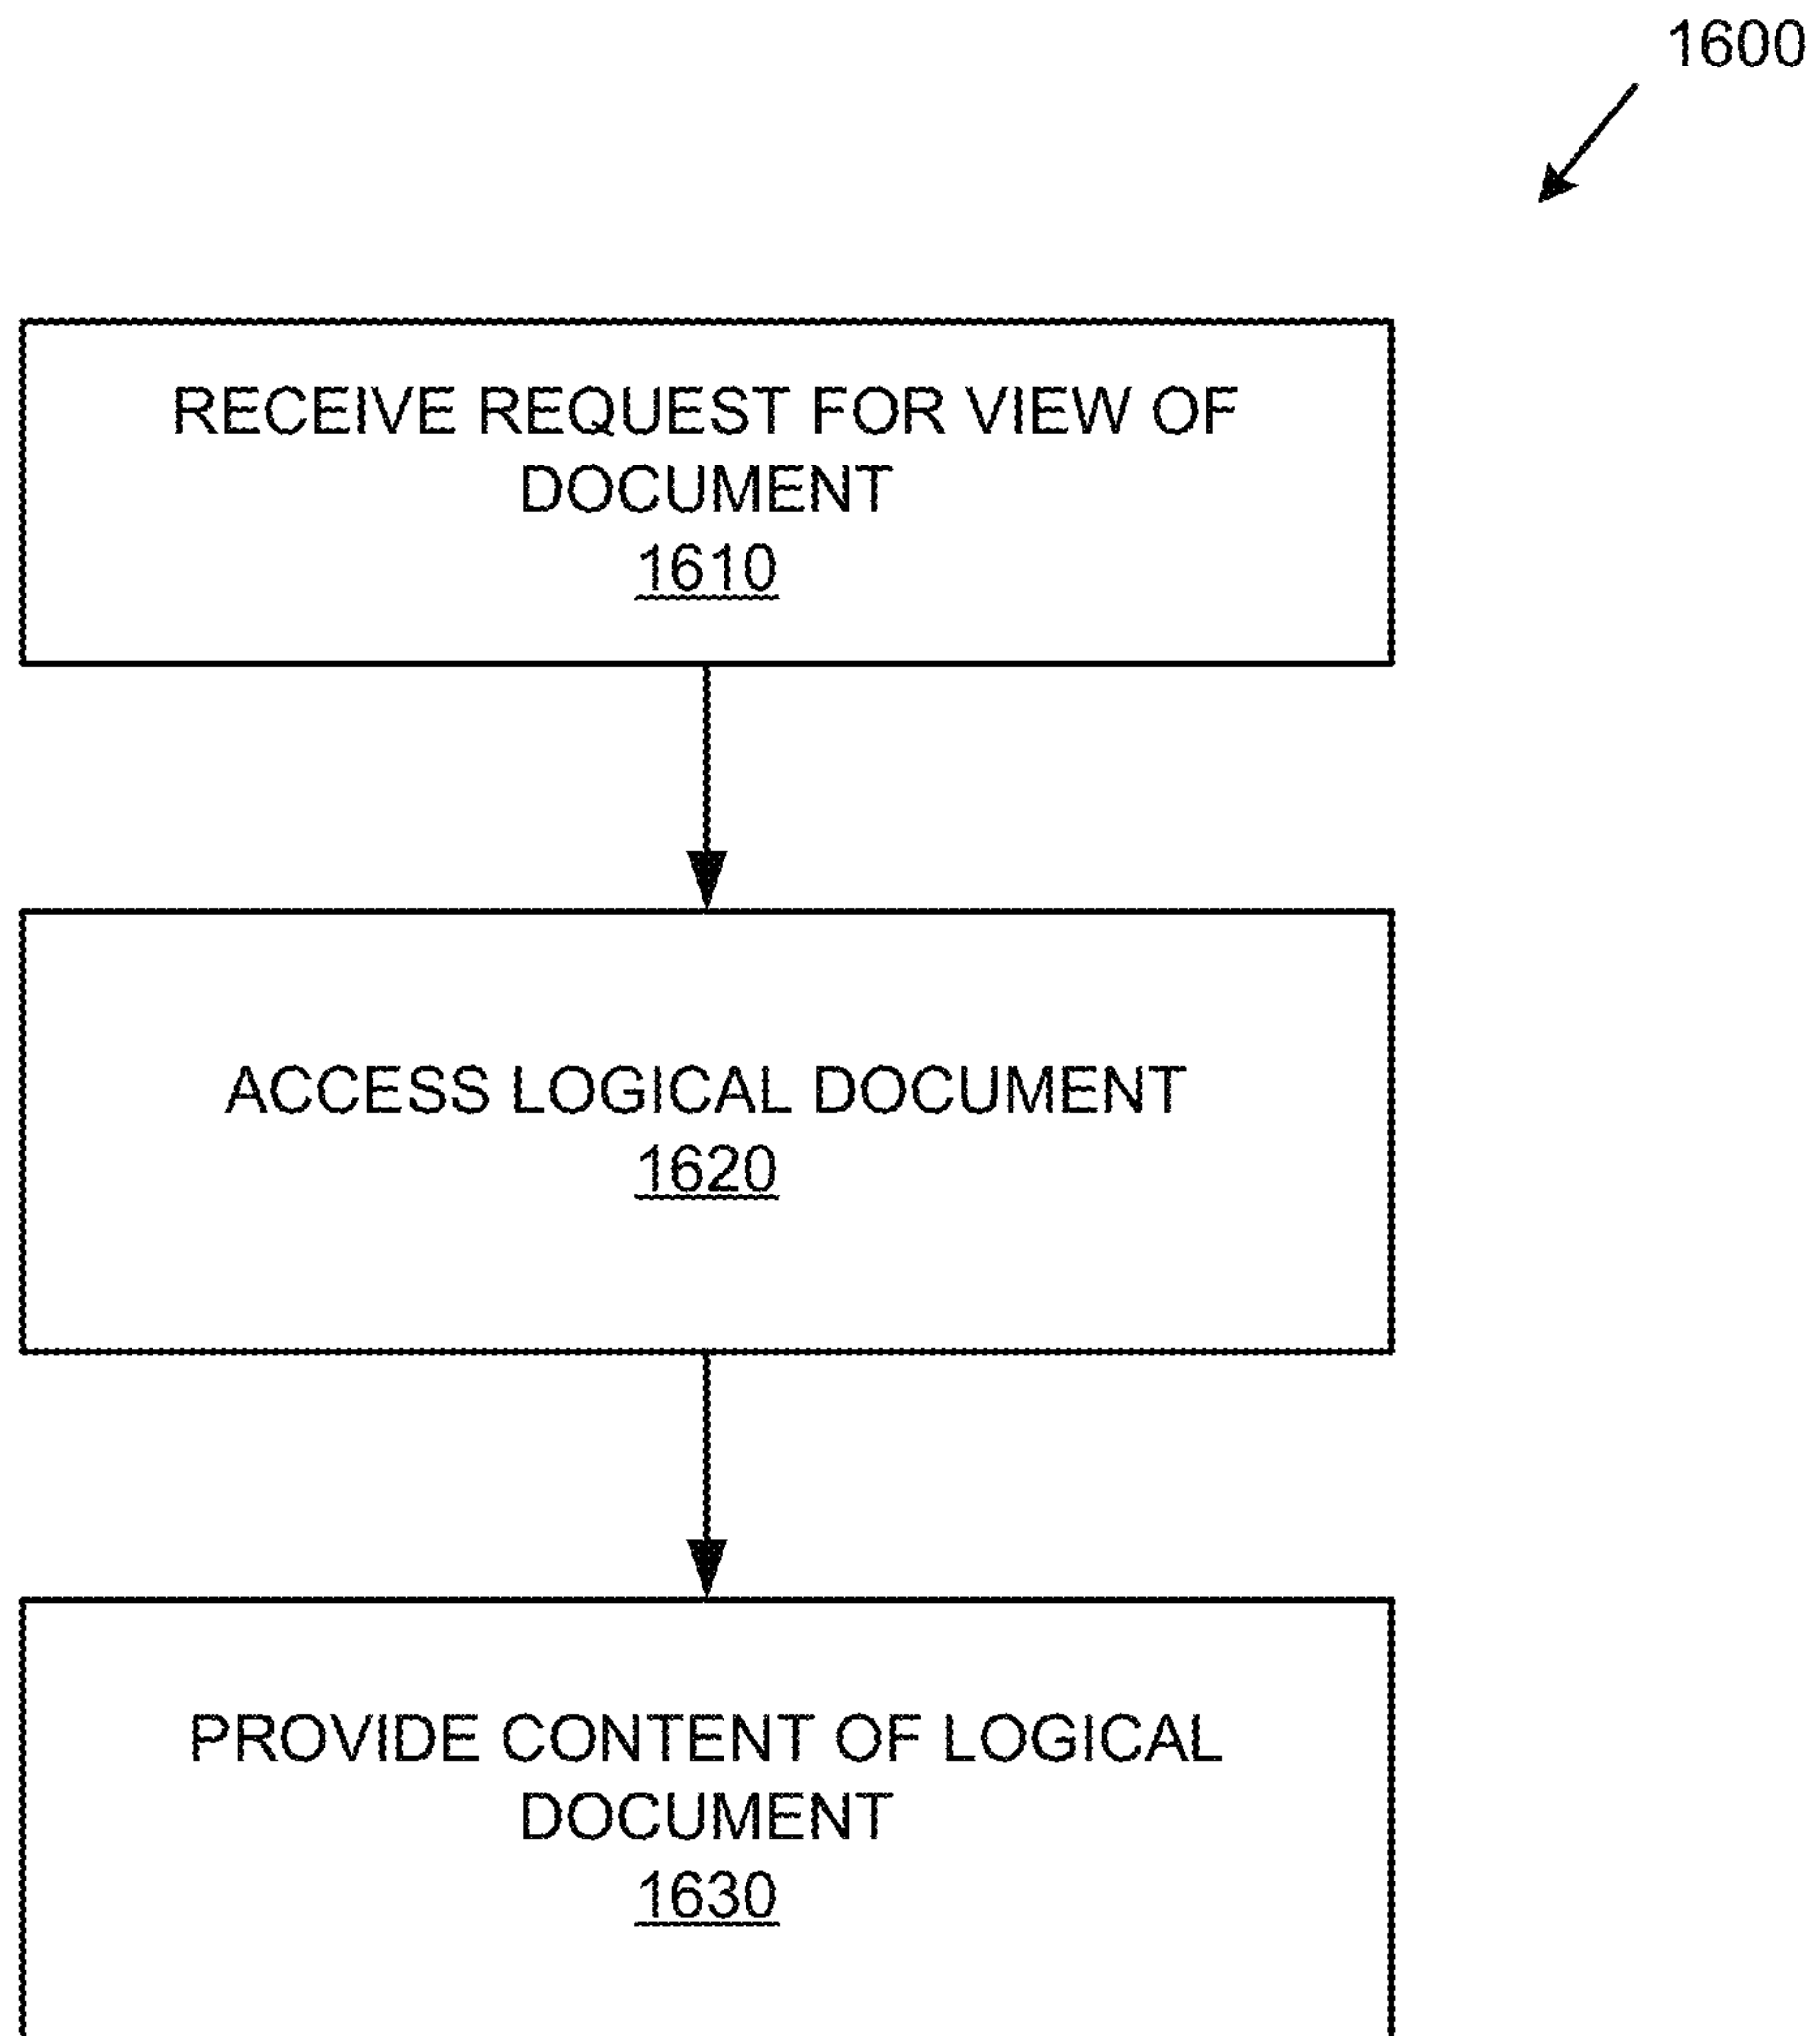 1600
RECEIVE REQUEST FOR VIEW OF
DOCUMENT
1610
ACCESS LOGICAL DOCUMENT
1620
PROVIDE CONTENT OF LOGICAL
DOCUMENT
1630